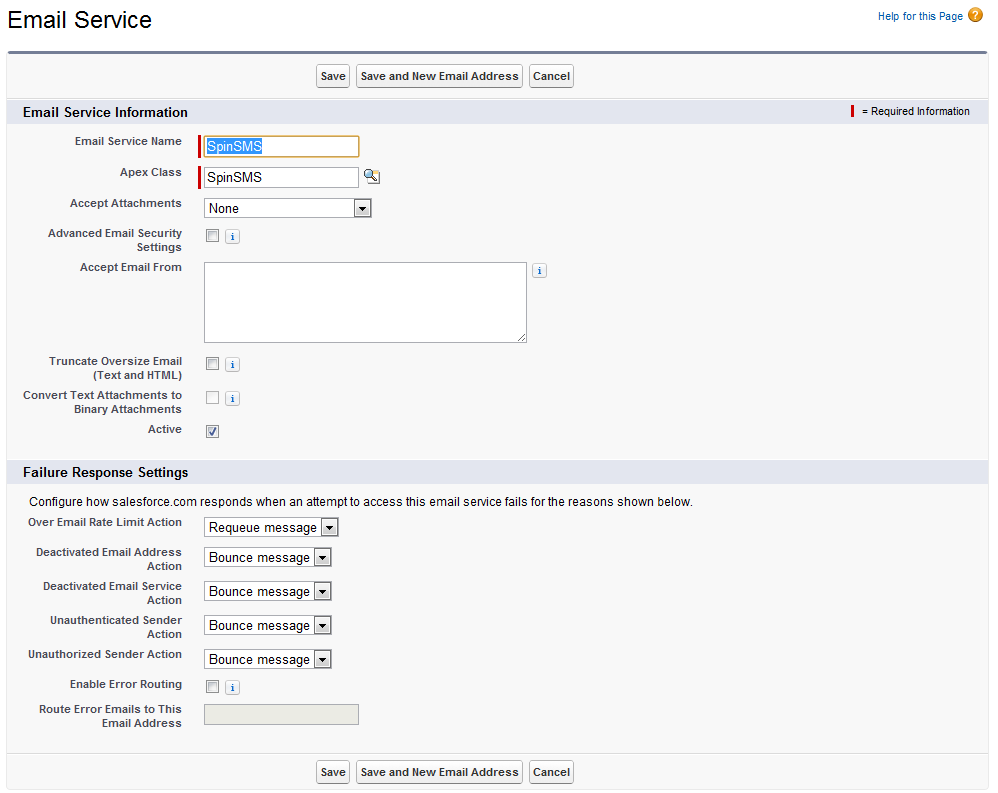 Email Service
Help for this Page ?
Save Save and New Email Address Cancel
Email Service Information
= Required Information
Email Service Name SpinSMS
Apex Class SpinSMS
Accept Attachments None
Advanced Email Security
Settings
i
Accept Email From
i
Truncate Oversize Email
(Text and HTML)
i
Convert Text Attachments to
Binary Attachments
i
Active
Failure Response Settings
Configure how salesforce.com responds when an attempt to access this email service fails for the reasons shown below.
Over Email Rate Limit Action Requeue message
Deactivated Email Address
Action
Bounce message
Deactivated Email Service
Action
Bounce message
Unauthenticated Sender
Action
Bounce message
Unauthorized Sender Action Bounce message
Enable Error Routing i
Route Error Emails to This
Email Address
Save Save and New Email Address Cancel